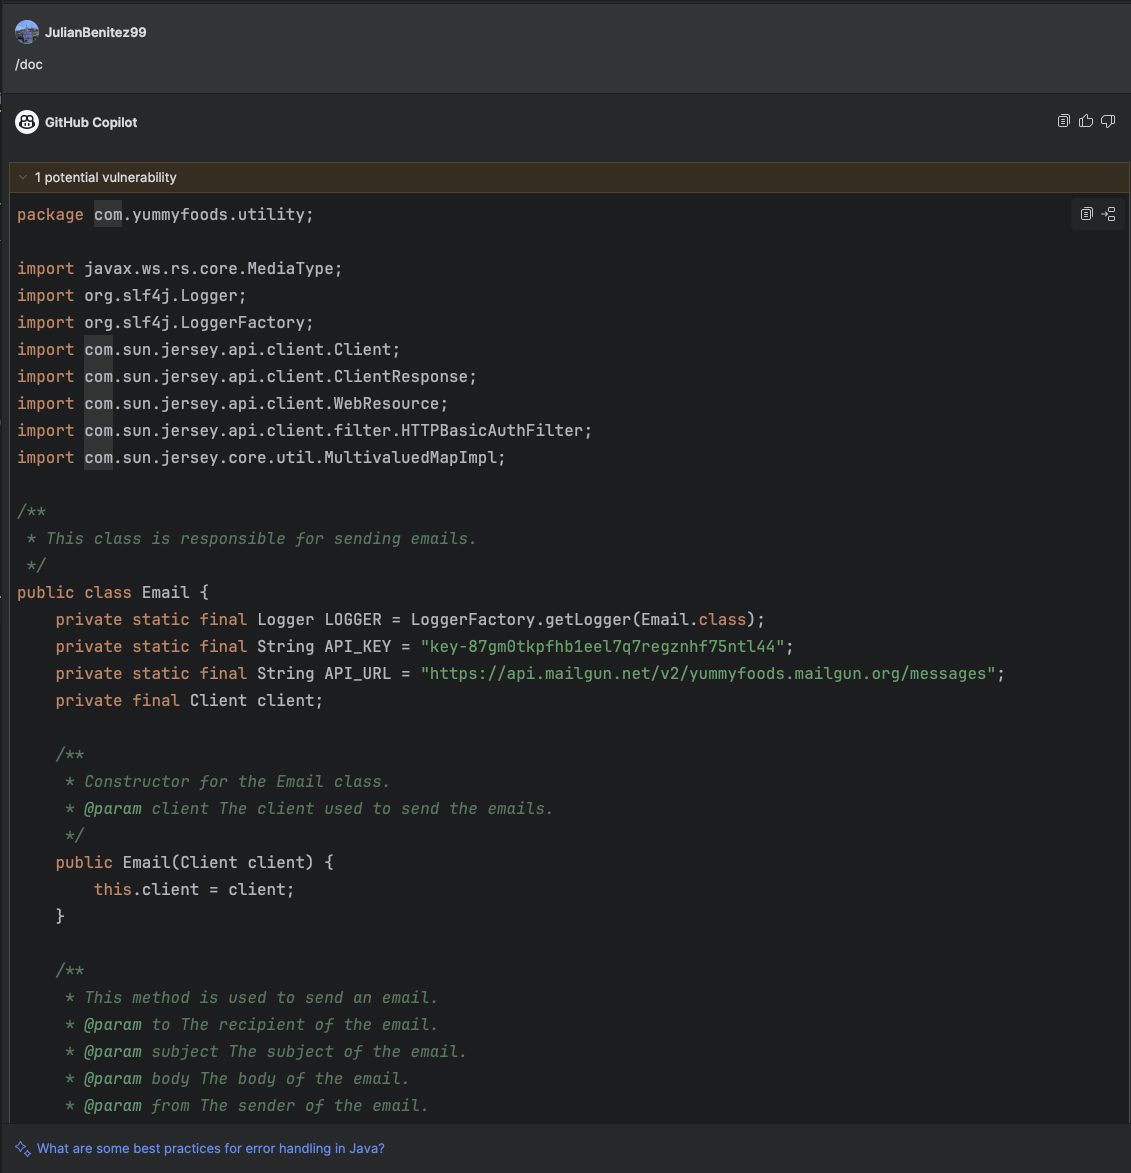 JulianBenitez99
/doc
GitHub Copilot
1 potential vulnerability
package com.yummyfoods.utility;
import javax.ws.rs.core.MediaType;
import org.slf4j.Logger;
import org.slf4j.LoggerFactory;
import com.sun.jersey.api.client.Client;
import com.sun.jersey.api.client.ClientResponse;
import com.sun.jersey.api.client.WebResource;
import com.sun.jersey.api.client.filter.HTTPBasicAuthFilter;
import com.sun.jersey.core.util.MultivaluedMapImpl;
/**
 * This class is responsible for sending emails.
 */
public class Email {
    private static final Logger LOGGER = LoggerFactory.getLogger(Email.class);
    private static final String API_KEY = "key-87gm0tkpfhb1eel7q7regznhf75ntl44";
    private static final String API_URL = "https://api.mailgun.net/v2/yummyfoods.mailgun.org/messages";
    private final Client client;
    /**
     * Constructor for the Email class.
     * @param client The client used to send the emails.
     */
    public Email(Client client) {
        this.client = client;
    }
    /**
     * This method is used to send an email.
     * @param to The recipient of the email.
     * @param subject The subject of the email.
     * @param body The body of the email.
     * @param from The sender of the email.
What are some best practices for error handling in Java?